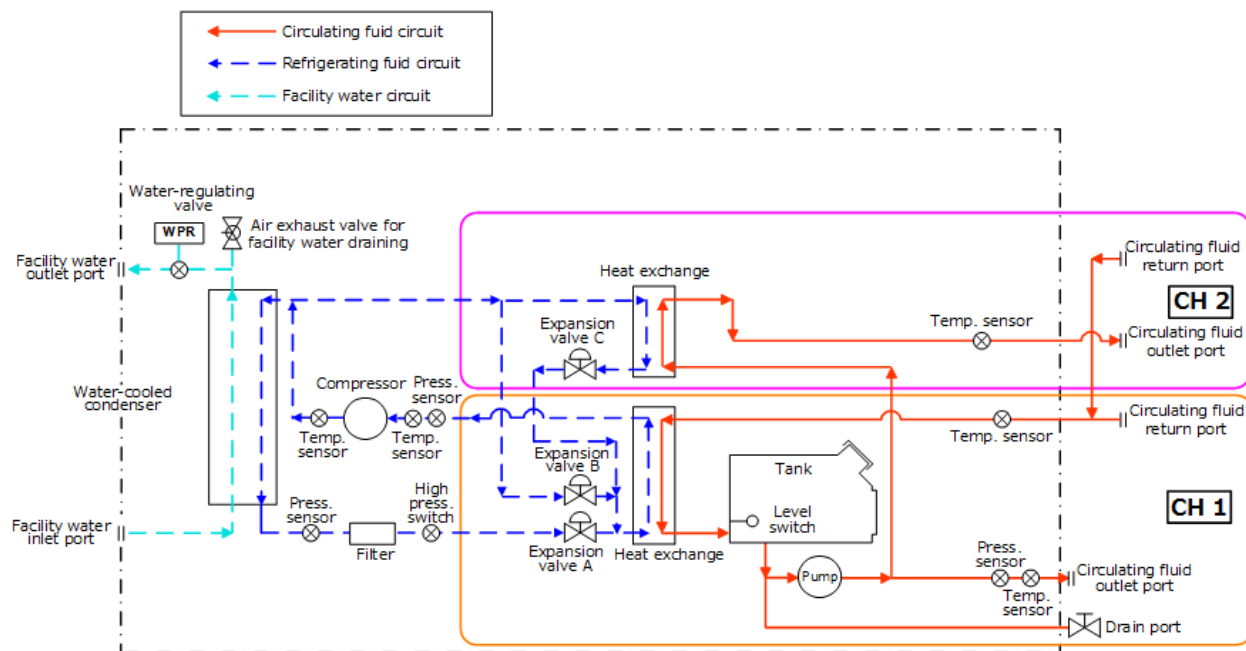 Circulating fluid circuit
Refrigerating fluid circuit
Facility water circuit
Water-regulating
valve
WPR
Air exhaust valve for
facility water draining
Facility water
outlet port
Heat exchange
Circulating fluid
return port
CH 2
Expansion
valve C
Temp. sensor
Circulating fluid
outlet port
Water-cooled
condenser
Compressor
Press.
sensor
Temp.
sensor
Temp.
sensor
Temp. sensor
Circulating fluid
return port
Expansion
valve B
Tank
Level
switch
CH 1
Facility water
inlet port
Press.
sensor
Filter
High
press.
switch
Expansion
valve A
Heat exchange
Pump
Press.
sensor
Temp.
sensor
Circulating fluid
outlet port
Drain port